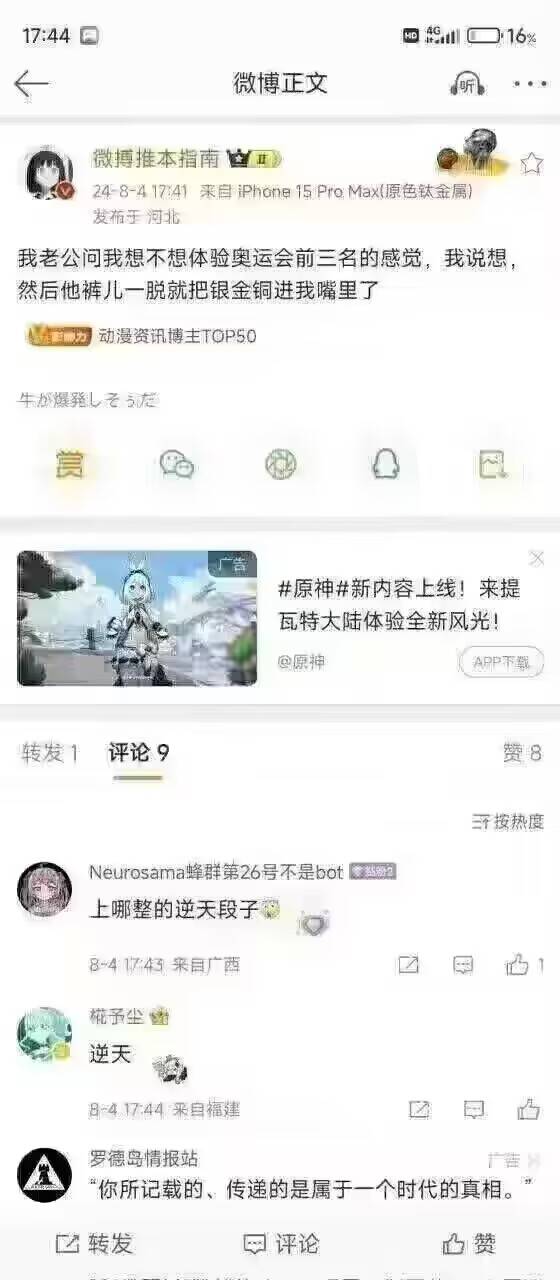 17:44
HD 4G 16%
微博正文
听
微搏推本指南 II
24-8-4 17:41 来自 iPhone 15 Pro Max(原色钛金属)
发布于 河北
我老公问我想不想体验奥运会前三名的感觉，我说想，
然后他裤儿一脱就把银金铜进我嘴里了
影响力 动漫资讯博主TOP50
牛が爆発しそぅだ
赏
广告
#原神#新内容上线！来提
瓦特大陆体验全新风光！
@原神
APP下载
转发 1 评论 9 赞 8
按热度
Neurosama蜂群第26号不是bot
上哪整的逆天段子
8-4 17:43 来自广西
1
椛予尘
逆天
8-4 17:44 来自福建
罗德岛情报站
广告
“你所记载的、传递的是属于一个时代的真相。”
转发 评论 赞